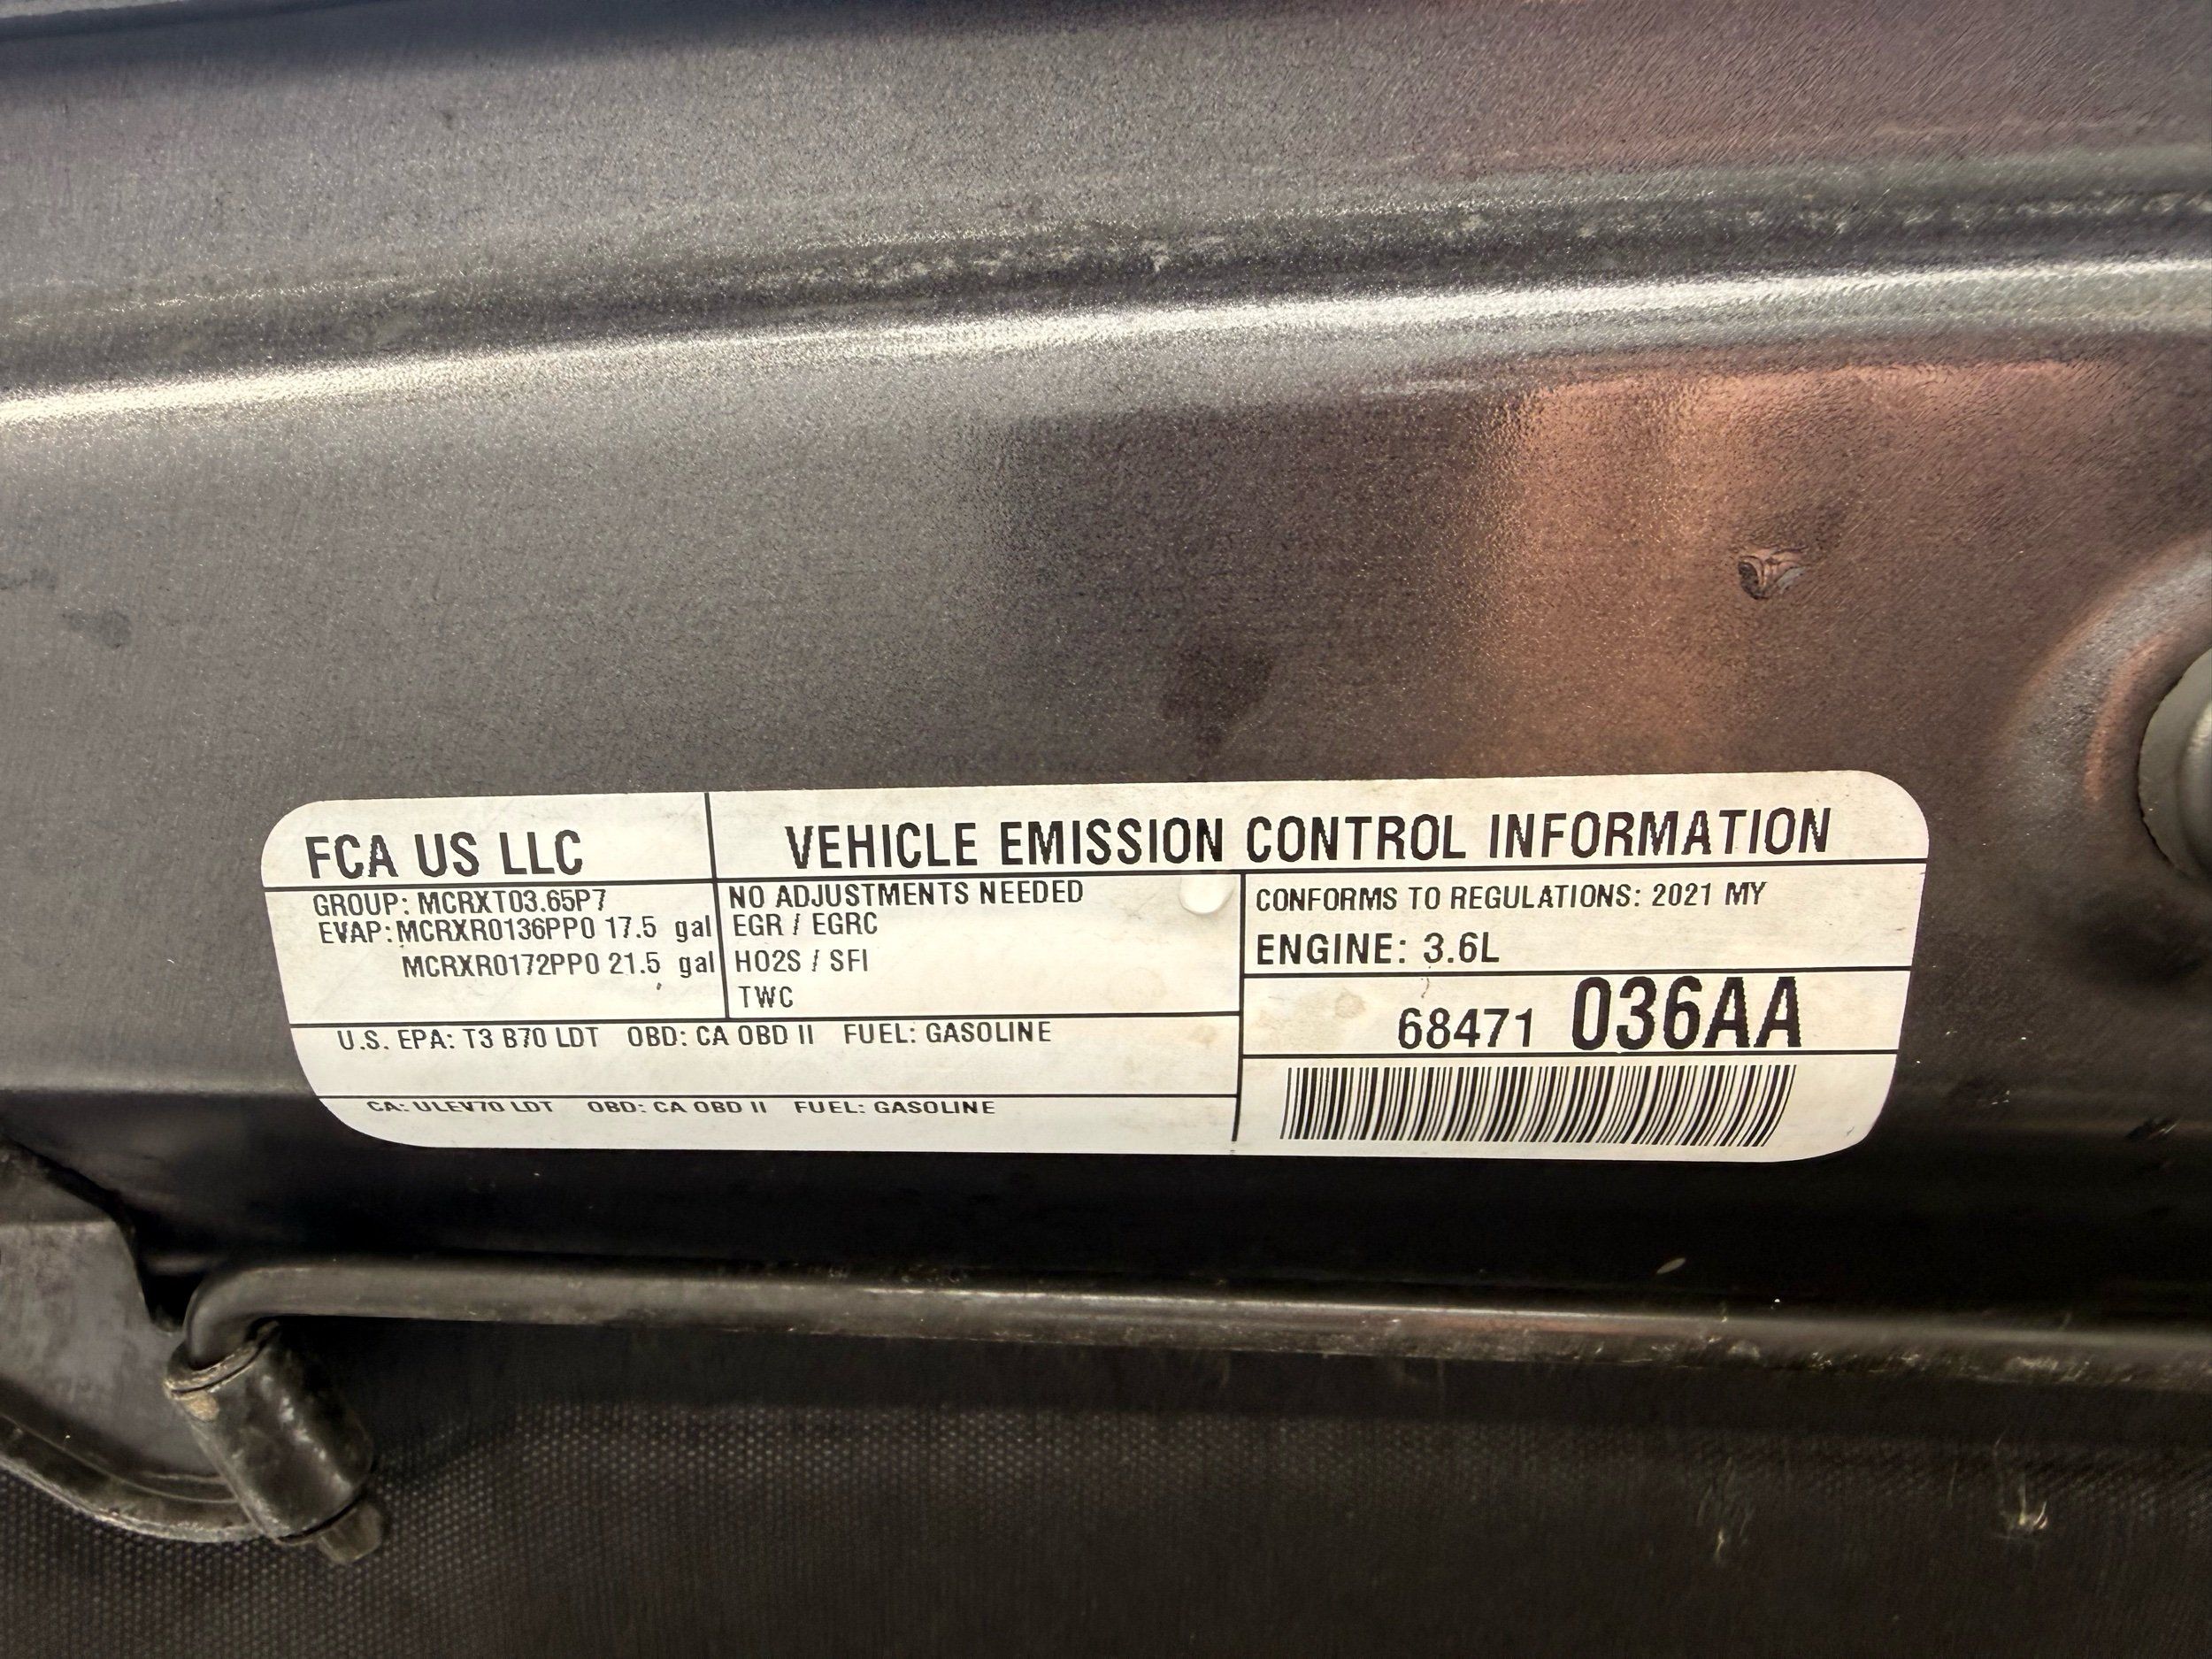 FCA US LLC
VEHICLE EMISSION CONTROL INFORMATION
GROUP: MCRXT03.65P7
EVAP: MCRXR0136PP0 17.5 gal
MCRXR0172PP0 21.5 gal
NO ADJUSTMENTS NEEDED
EGR / EGRC
HO2S / SFI
TWC
CONFORMS TO REGULATIONS: 2021 MY
ENGINE: 3.6L
68471 036AA
U.S. EPA: T3 B70 LDT OBD: CA OBD II FUEL: GASOLINE
CA: ULEV70 LDT OBD: CA OBD II FUEL: GASOLINE